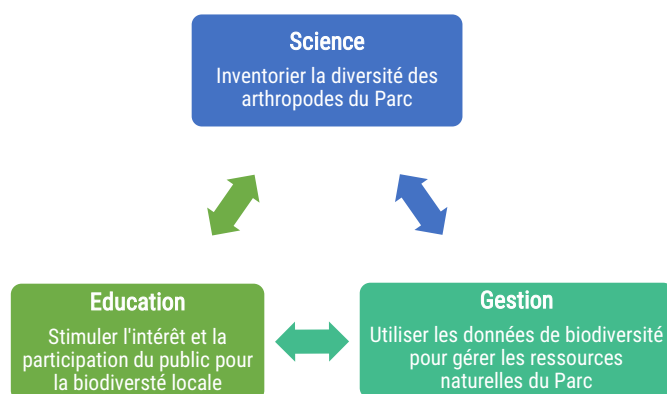 Science
Inventorier la diversité des
arthropodes du Parc
Education
Stimuler l'intérêt et la
participation du public pour
la biodiversté locale
Gestion
Utiliser les données de biodiversité
pour gérer les ressources
naturelles du Parc